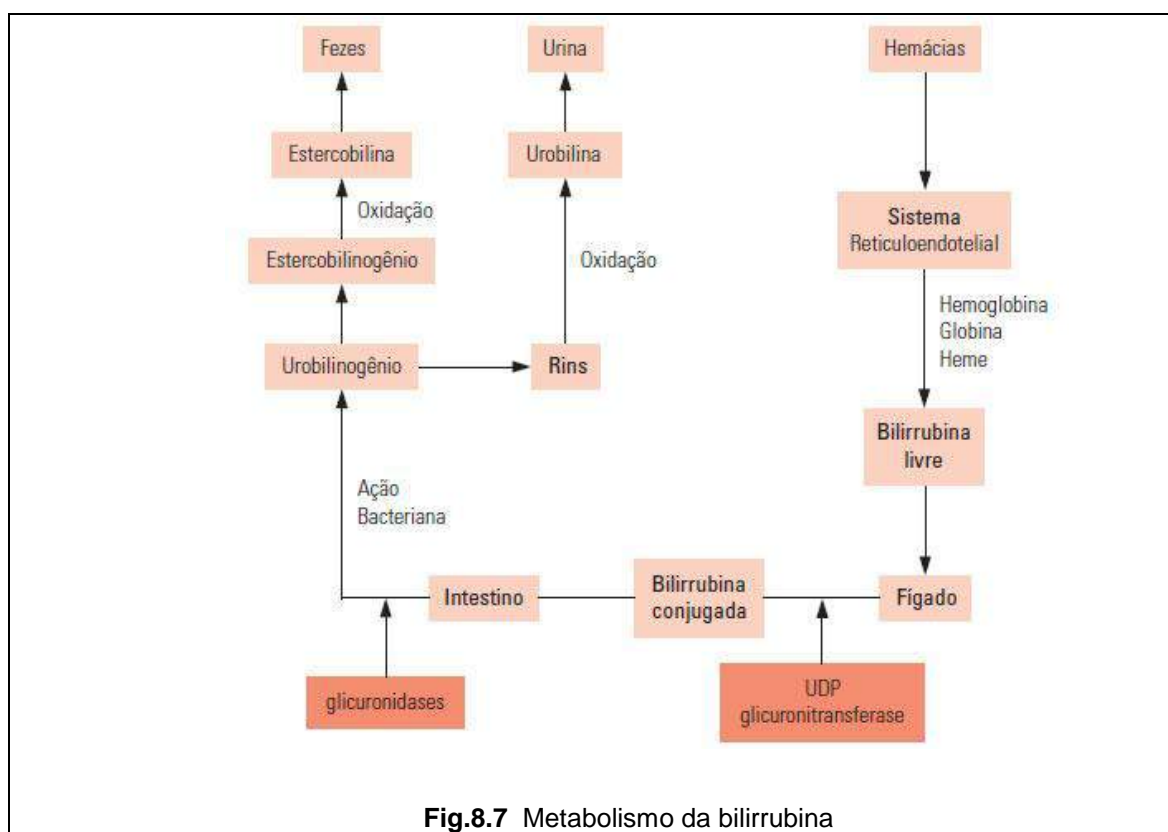 Fezes
Urina
Hemácias
Estercobilina
Urobilina
Oxidação
Sistema
Reticuloendotelial
Estercobilinogênio
Oxidação
Hemoglobina
Globina
Heme
Urobilinogênio
Rins
Bilirrubina
livre
Ação
Bacteriana
Intestino
Bilirrubina
conjugada
Fígado
glicuronidases
UDP
glicuronitransferase
Fig.8.7 Metabolismo da bilirrubina